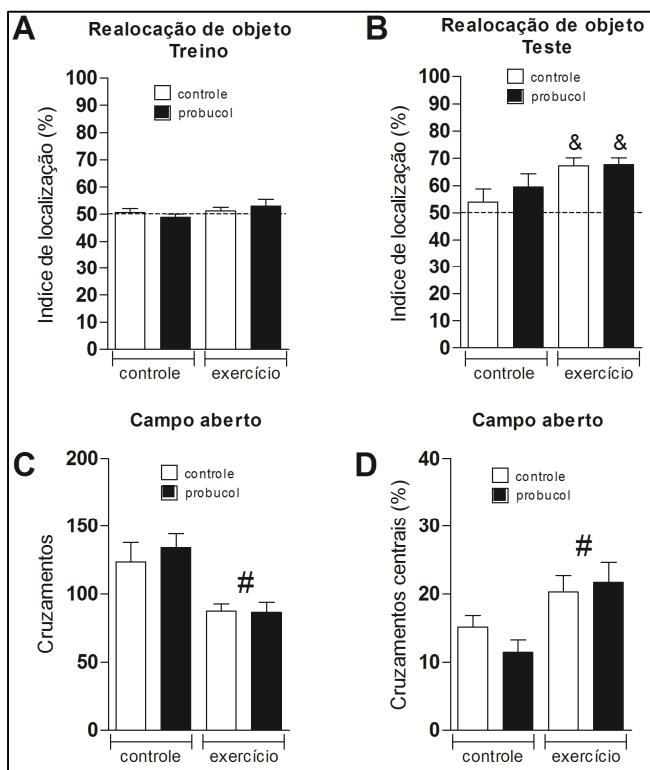 A
Realocação de objeto
Treino
Indíce de localização (%)
100
90
80
70
60
50
40
30
20
10
0
controle
probucol
controle
exercício
B
Realocação de objeto
Teste
Indíce de localização (%)
100
90
80
70
60
50
40
30
20
10
0
controle
probucol
&
&
controle
exercício
C
Campo aberto
Cruzamentos
200
150
100
50
0
controle
probucol
#
controle
exercício
D
Campo aberto
Cruzamentos centrais (%)
40
30
20
10
0
controle
probucol
#
controle
exercício